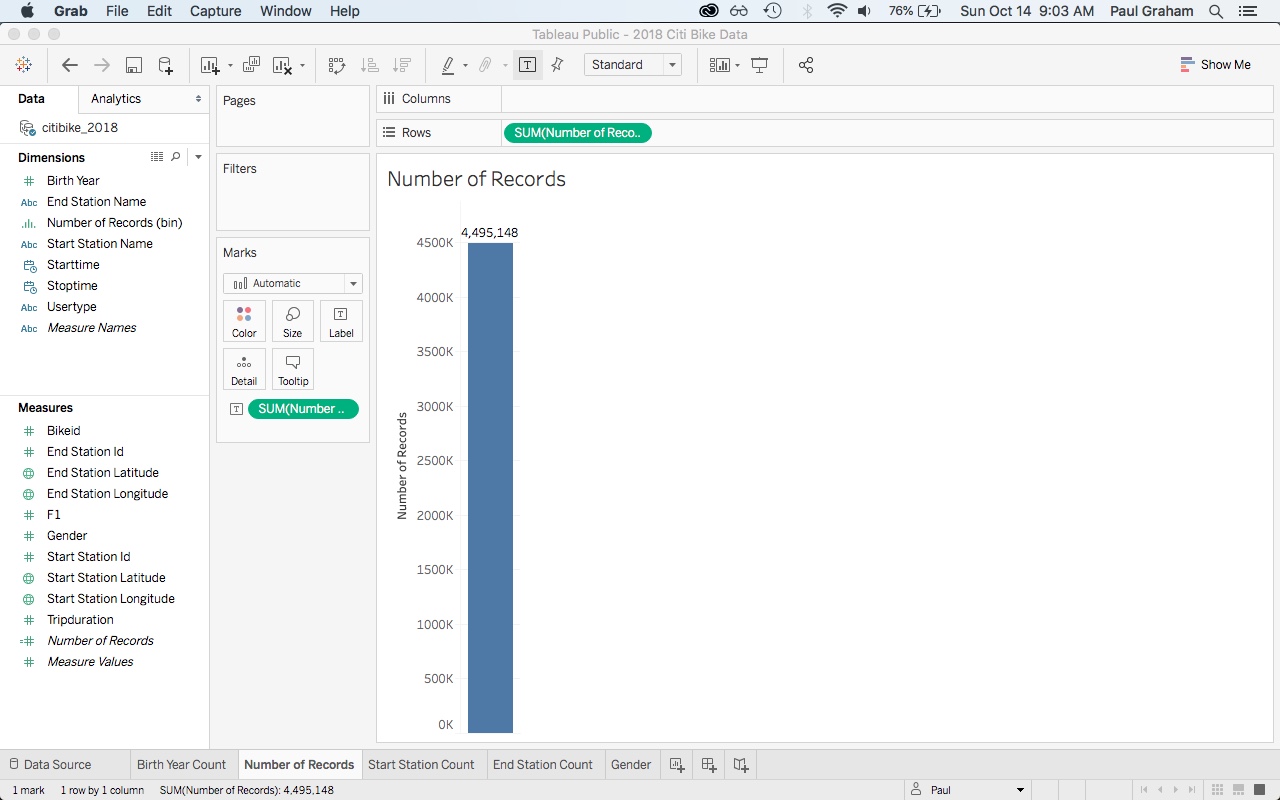 Grab File Edit Capture Window Help 76% Sun Oct 14 9:03 AM Paul Graham
Tableau Public - 2018 Citi Bike Data
Standard Show Me
Data Analytics
citibike_2018
Dimensions
Birth Year
Abc End Station Name
Number of Records (bin)
Abc Start Station Name
Starttime
Stoptime
Abc Usertype
Abc Measure Names
Measures
Bikeid
End Station Id
End Station Latitude
End Station Longitude
F1
Gender
Start Station Id
Start Station Latitude
Start Station Longitude
Tripduration
Number of Records
Measure Values
Pages
Filters
Marks
Automatic
Color Size Label
Detail Tooltip
SUM(Number ..
Columns
Rows SUM(Number of Reco..
Number of Records
4,495,148
4500K
4000K
3500K
3000K
2500K
2000K
1500K
1000K
500K
0K
Number of Records
Data Source Birth Year Count Number of Records Start Station Count End Station Count Gender
1 mark 1 row by 1 column SUM(Number of Records): 4,495,148 Paul